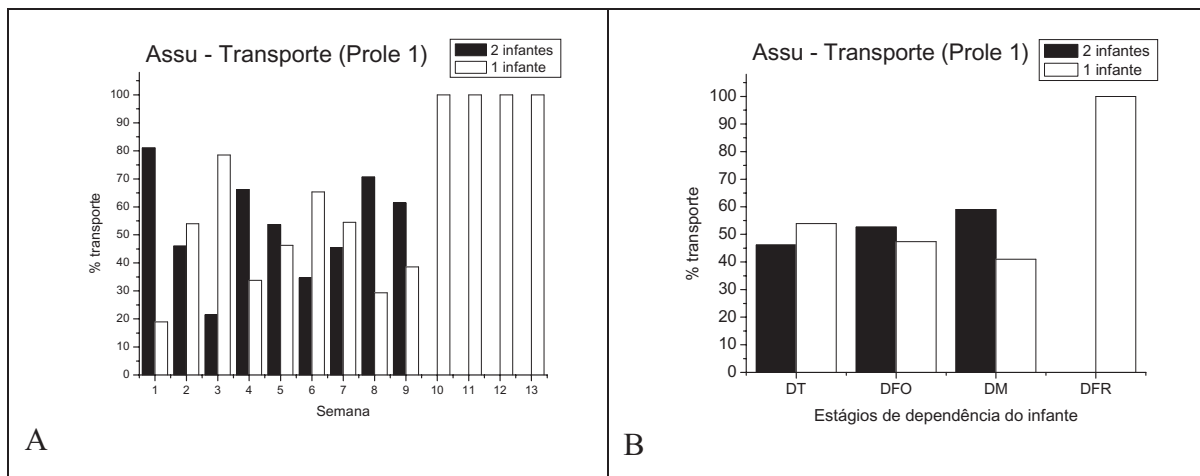 Assu - Transporte (Prole 1)
2 infantes
1 infante
100
90
80
70
60
50
40
30
20
10
0
% transporte
1 2 3 4 5 6 7 8 9 10 11 12 13
Semana
A
Assu - Transporte (Prole 1)
2 infantes
1 infante
100
90
80
70
60
50
40
30
20
10
0
% transporte
DT DFO DM DFR
Estágios de dependência do infante
B